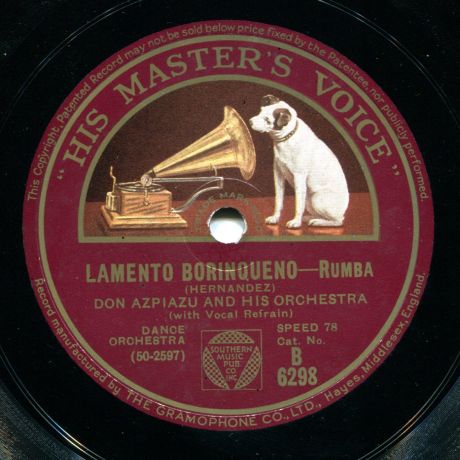 This Copyright, Patented Record may not be sold below price fixed by the Patentee, nor publicly performed.
"HIS MASTER'S VOICE"
DE MARK
LAMENTO BORINQUENO—RUMBA
(HERNANDEZ)
DON AZPIAZU AND HIS ORCHESTRA
(with Vocal Refrain)
DANCE
ORCHESTRA
(50-2597)
SOUTHERN
MUSIC
PUB.
CO
INC.
SPEED 78
Cat. No.
B
6298
Record manufactured by THE GRAMOPHONE CO., LTD., Hayes, Middlesex, England.